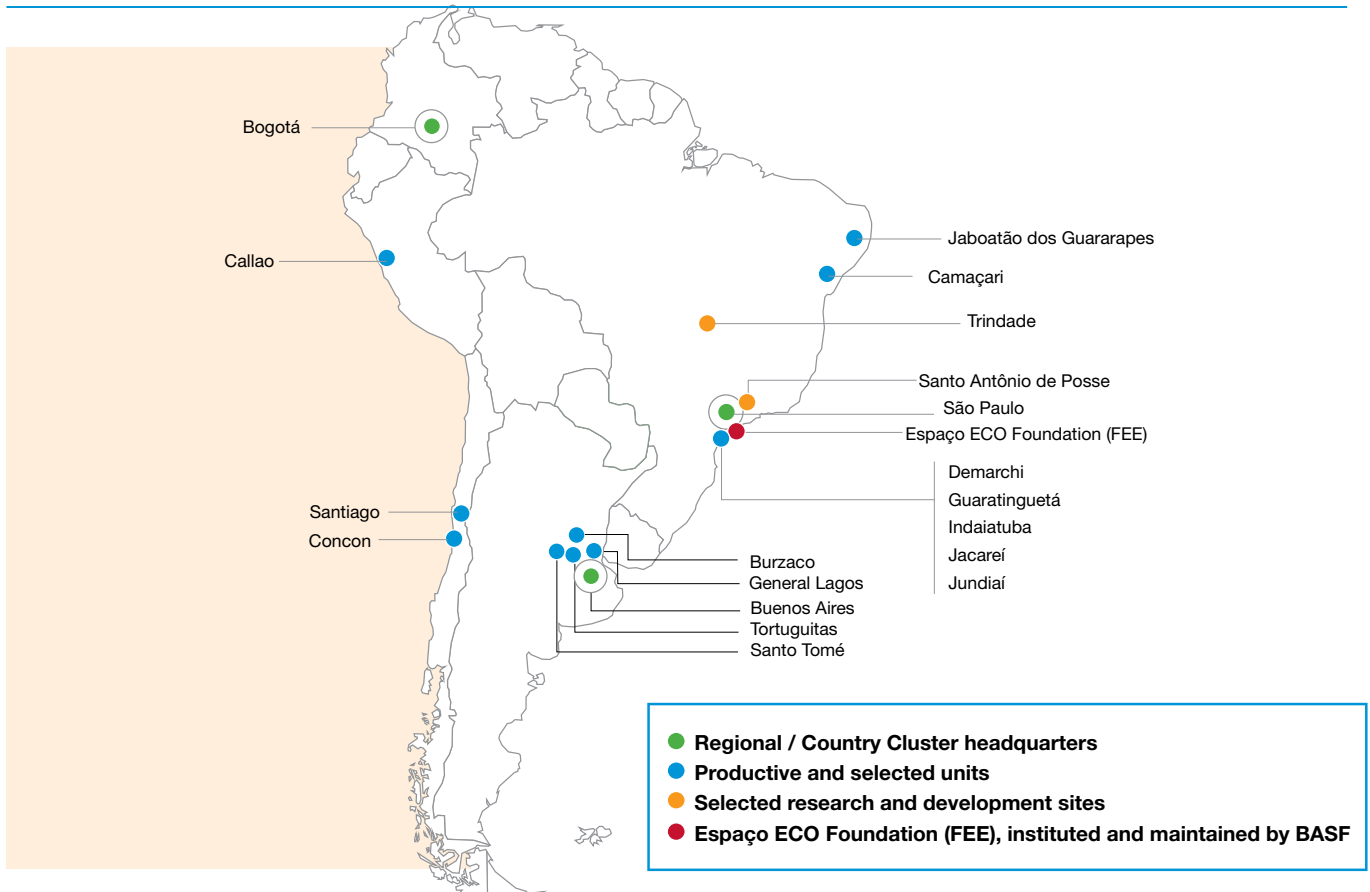 Bogotá
Callao
Jaboatão dos Guararapes
Camaçari
Trindade
Santo Antônio de Posse
São Paulo
Espaço ECO Foundation (FEE)
Demarchi
Guaratinguetá
Indaiatuba
Jacareí
Jundiaí
Santiago
Concon
Burzaco
General Lagos
Buenos Aires
Tortuguitas
Santo Tomé
Regional / Country Cluster headquarters
Productive and selected units
Selected research and development sites
Espaço ECO Foundation (FEE), instituted and maintained by BASF